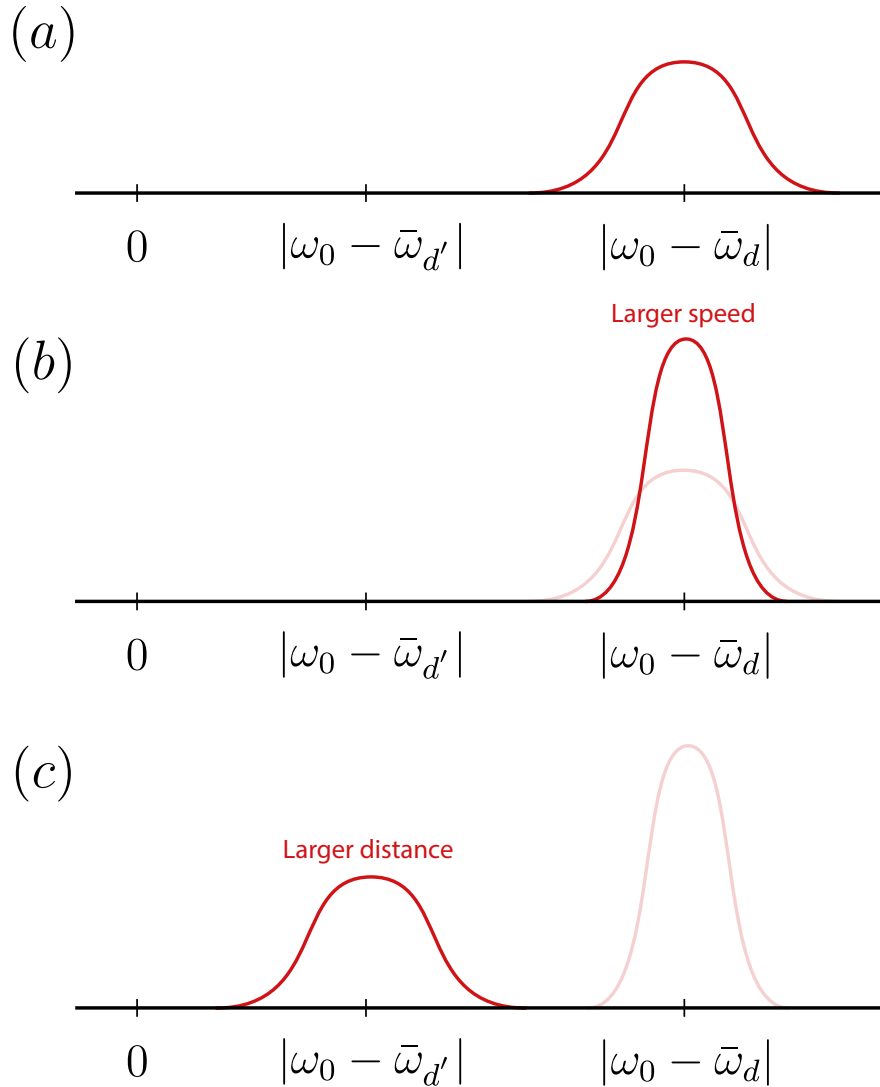 (a)
0 |ω₀ − ω̄_d′| |ω₀ − ω̄_d|
Larger speed
(b)
0 |ω₀ − ω̄_d′| |ω₀ − ω̄_d|
(c)
Larger distance
0 |ω₀ − ω̄_d′| |ω₀ − ω̄_d|